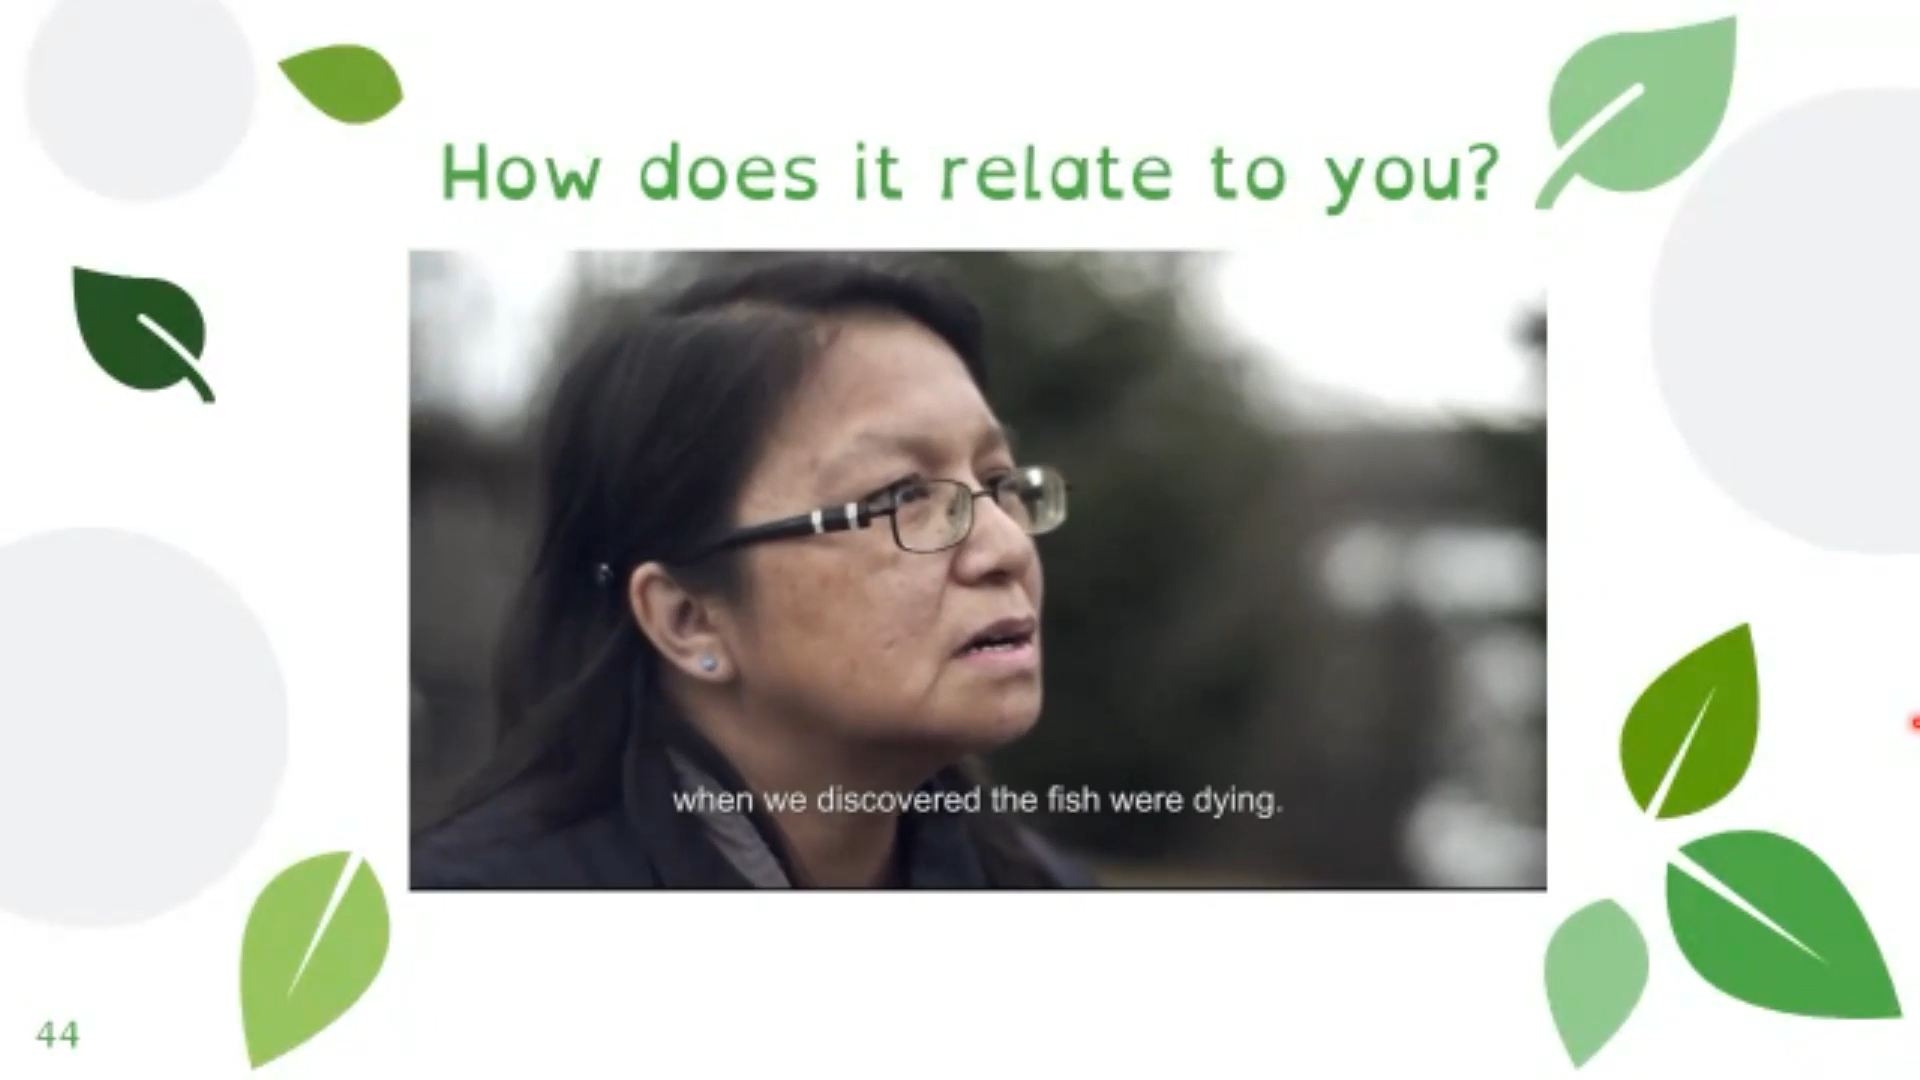 How does it relate to you?
when we discovered the fish were dying.
44